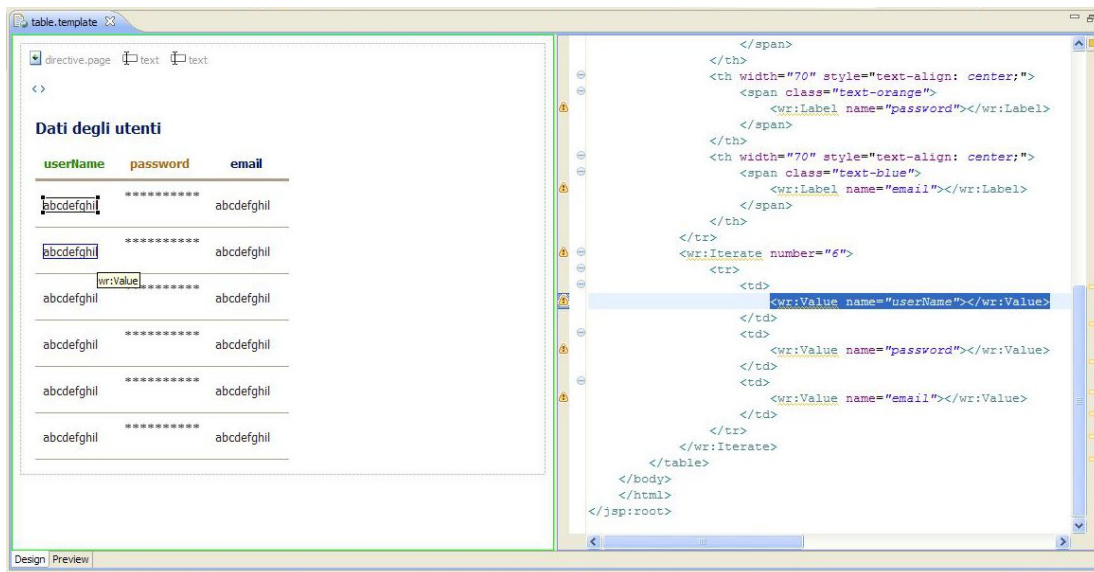 table.template
directive.page text text
<>
Dati degli utenti
userName password email
abcdefghil ********** abcdefghil
abcdefghil ********** abcdefghil
wr:Value
abcdefghil ********** abcdefghil
abcdefghil ********** abcdefghil
abcdefghil ********** abcdefghil
abcdefghil ********** abcdefghil
Design Preview
</span>
</th>
<th width="70" style="text-align: center;">
<span class="text-orange">
<wr:Label name="password"></wr:Label>
</span>
</th>
<th width="70" style="text-align: center;">
<span class="text-blue">
<wr:Label name="email"></wr:Label>
</span>
</th>
</tr>
<wr:Iterate number="6">
<tr>
<td>
<wr:Value name="userName"></wr:Value>
</td>
<td>
<wr:Value name="password"></wr:Value>
</td>
<td>
<wr:Value name="email"></wr:Value>
</td>
</tr>
</wr:Iterate>
</table>
</body>
</html>
</jsp:root>